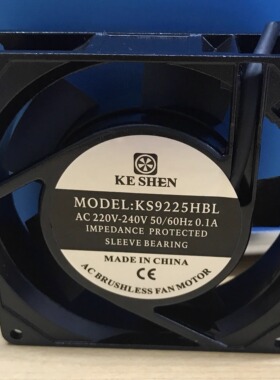 KE SHEN
MODEL:KS9225HBL
AC 220V-240V 50/60Hz 0.1A
IMPEDANCE PROTECTED
SLEEVE BEARING
MADE IN CHINA
CE
AC BRUSHLESS FAN MOTOR